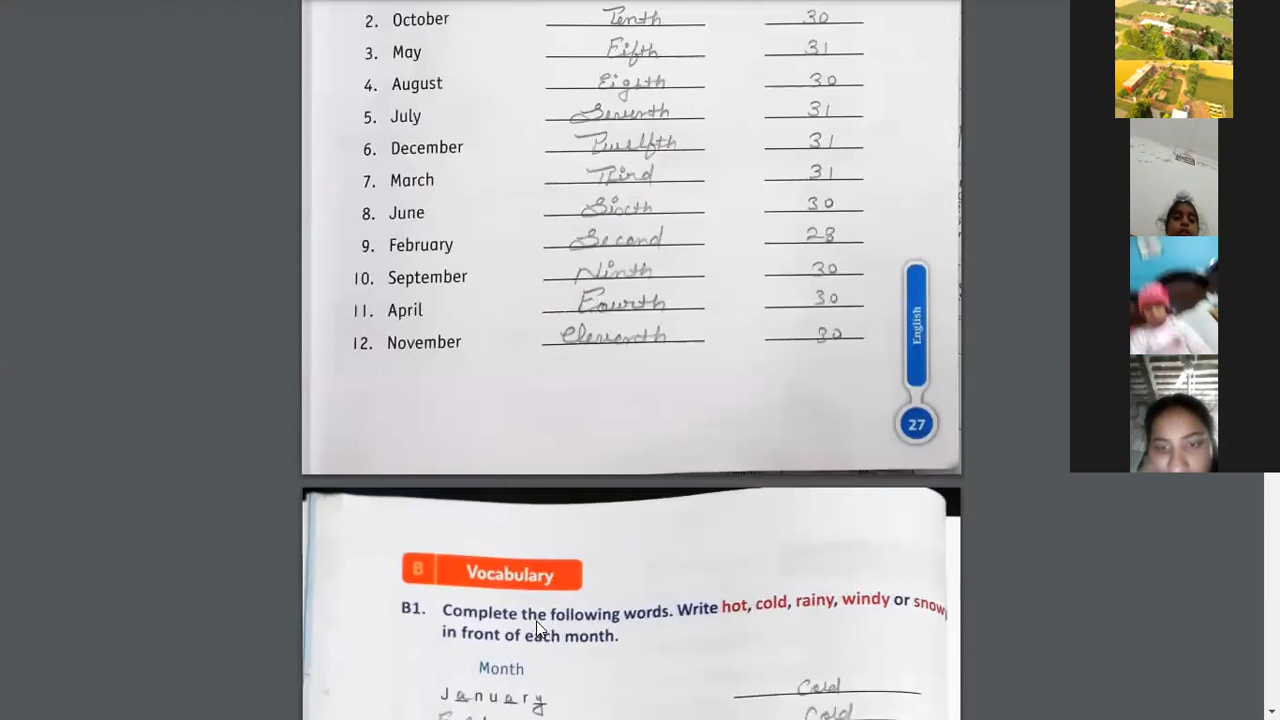 2. October Tenth 30
3. May Fifth 31
4. August Eighth 30
5. July Seventh 31
6. December Twelfth 31
7. March Third 31
8. June Sixth 30
9. February Second 28
10. September Ninth 30
11. April Fourth 30
12. November Eleventh 30
English
27
B Vocabulary
B1. Complete the following words. Write hot, cold, rainy, windy or snow
in front of each month.
Month
January Cold
Cold